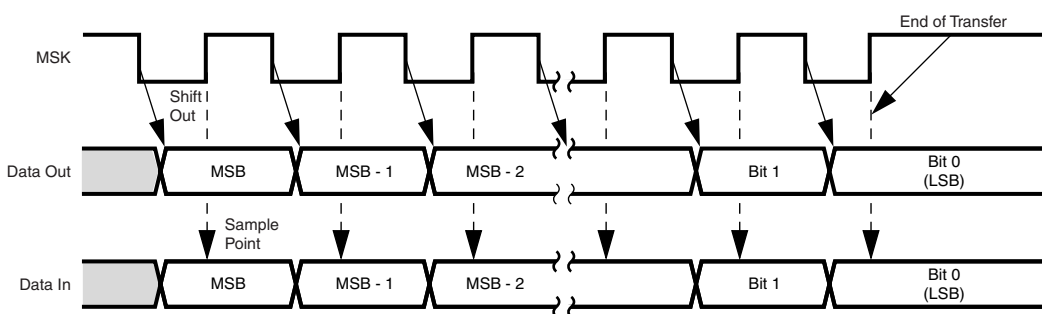 End of Transfer
MSK
Shift
Out
Data Out
MSB
MSB - 1
MSB - 2
Bit 1
Bit 0
(LSB)
Sample
Point
Data In
MSB
MSB - 1
MSB - 2
Bit 1
Bit 0
(LSB)